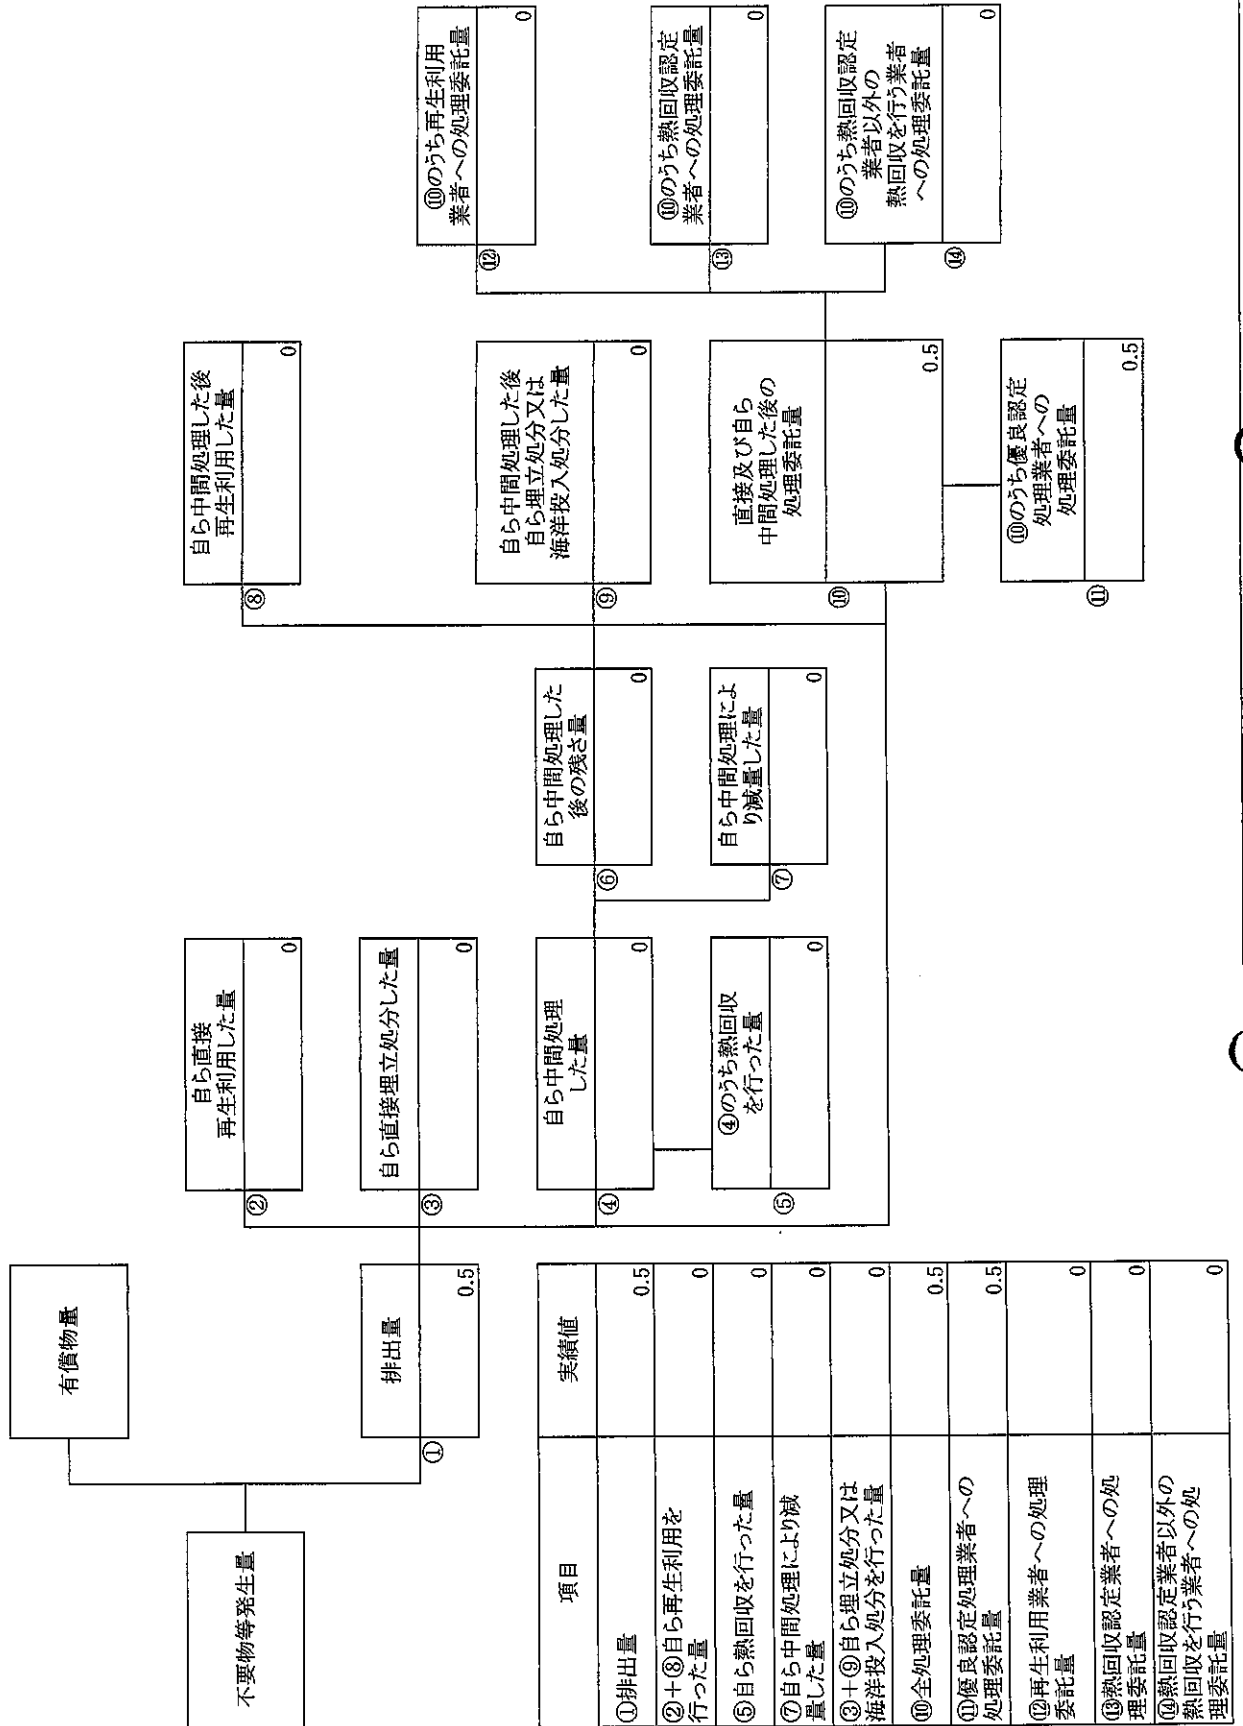 不要物等発生量
有償物量
①
排出量
0.5
②
自ら直接
再生利用した量
0
③
自ら直接埋立処分した量
0
④
自ら中間処理
した量
0
⑤
④のうち熱回収
を行った量
0
⑥
自ら中間処理した
後の残さ量
0
⑦
自ら中間処理によ
り減量した量
0
⑧
自ら中間処理した後
再生利用した量
0
⑨
自ら中間処理した後
自ら埋立処分又は
海洋投入処分した量
0
⑩
直接及び自ら
中間処理した後の
処理委託量
0.5
⑪
⑩のうち優良認定
処理業者への
処理委託量
0.5
⑫
⑩のうち再生利用
業者への処理委託量
0
⑬
⑩のうち熱回収認定
業者への処理委託量
0
⑭
⑩のうち熱回収認定
業者以外の
熱回収を行う業者
への処理委託量
0
項目
実績値
①排出量
0.5
②+⑧自ら再生利用を
行った量
0
⑤自ら熱回収を行った量
0
⑦自ら中間処理により減
量した量
0
③+⑨自ら埋立処分又は
海洋投入処分を行った量
0
⑩全処理委託量
0.5
⑪優良認定処理業者への
処理委託量
0.5
⑫再生利用業者への処理
委託量
0
⑬熱回収認定業者への処
理委託量
0
⑭熱回収認定業者以外の
熱回収を行う業者への処
理委託量
0